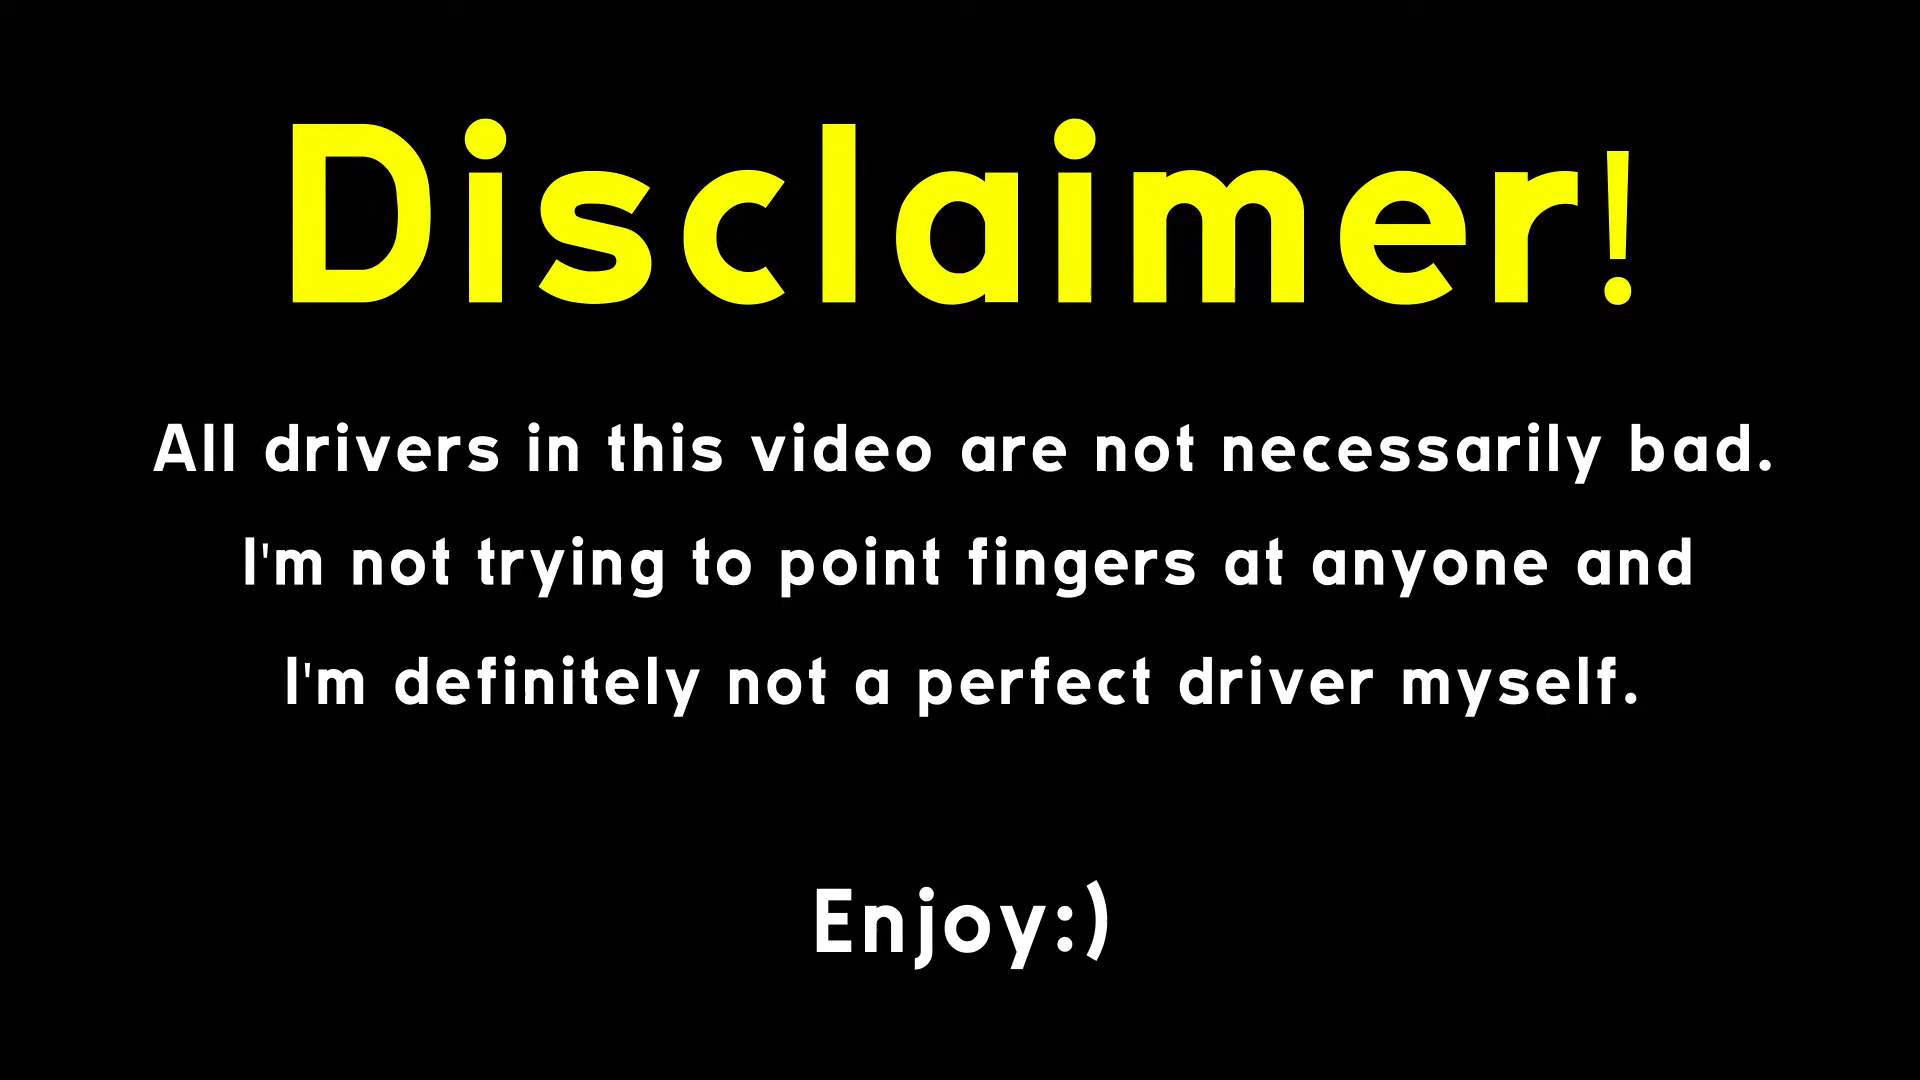 Disclaimer!
All drivers in this video are not necessarily bad.
I'm not trying to point fingers at anyone and
I'm definitely not a perfect driver myself.
Enjoy:)